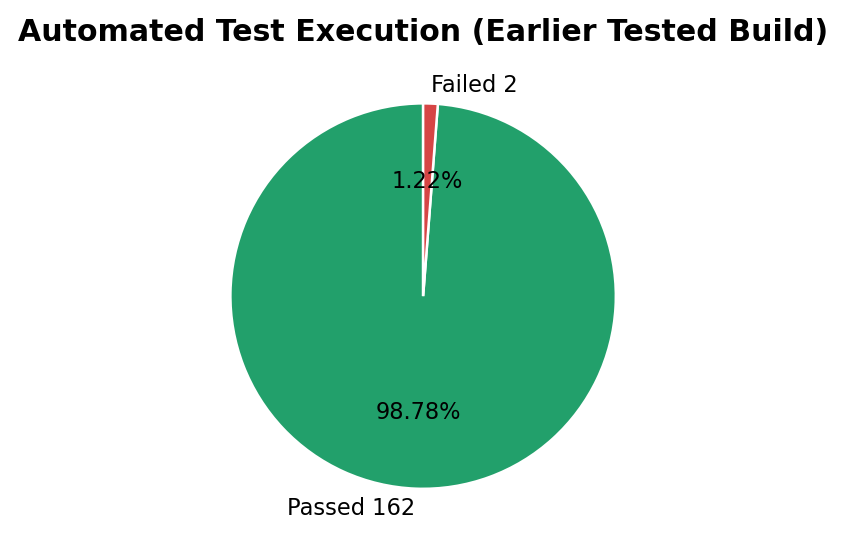 Automated Test Execution (Earlier Tested Build)
Failed 2
1.22%
98.78%
Passed 162